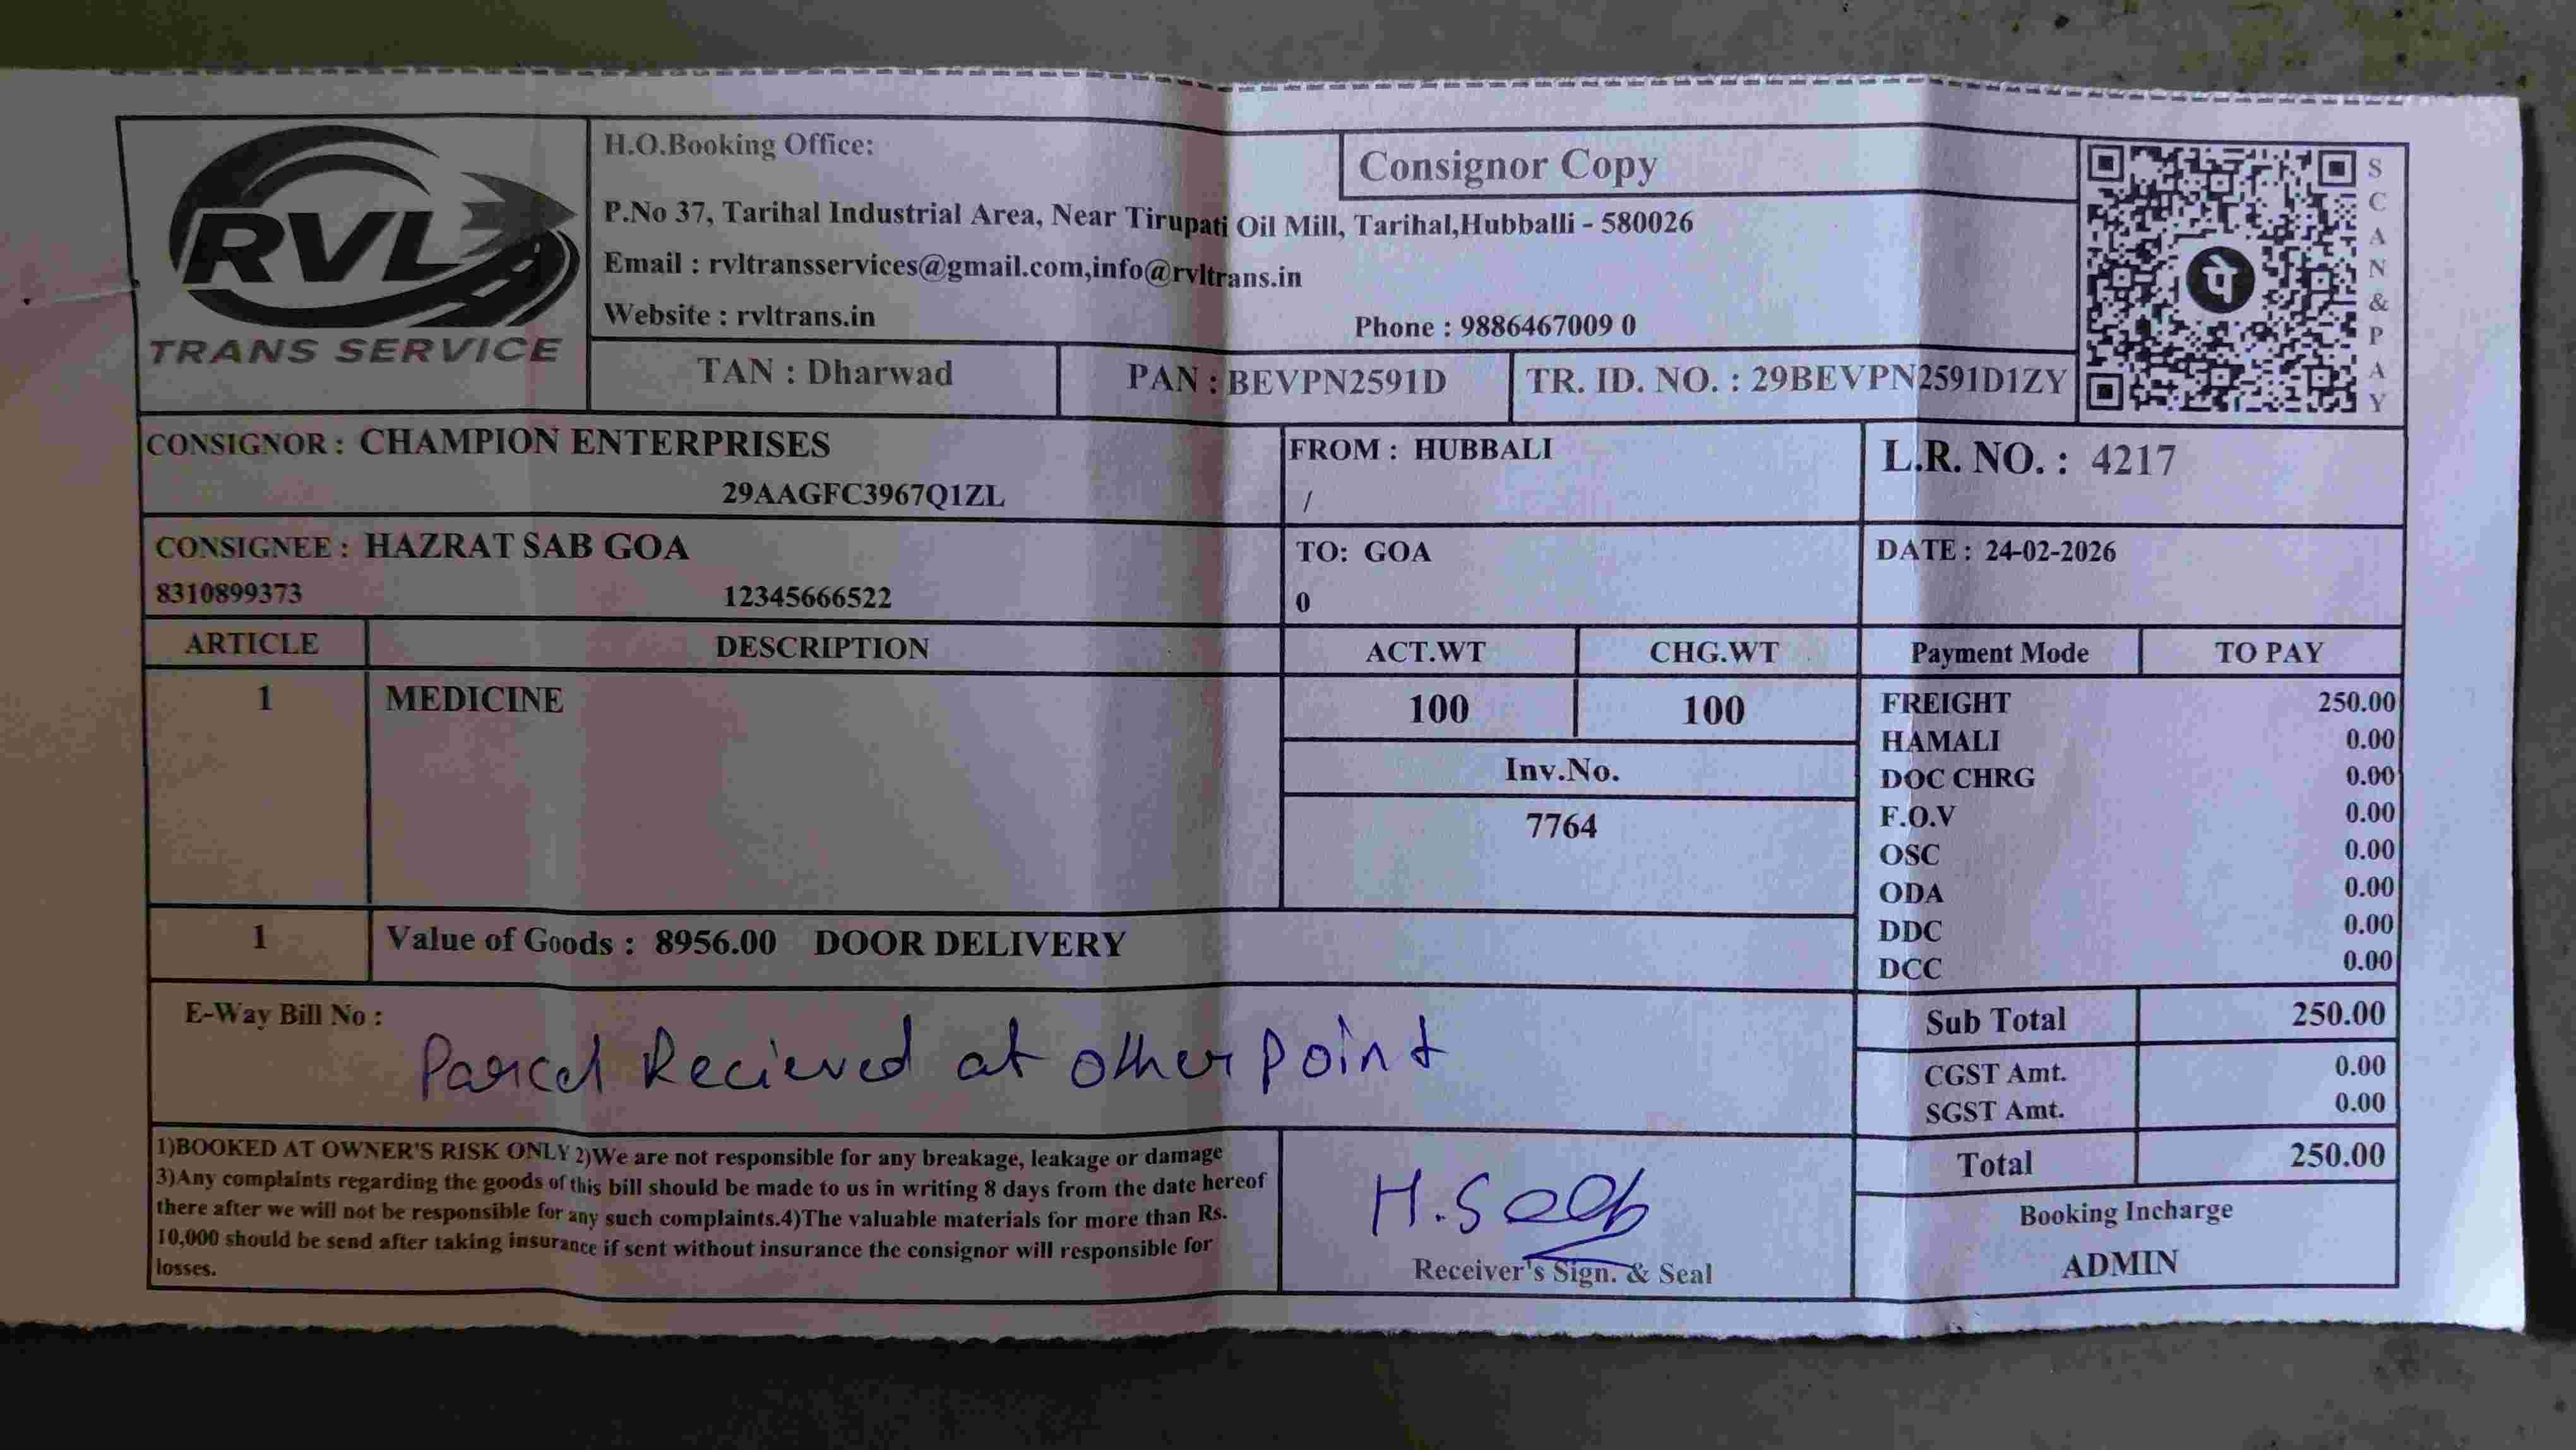 RVL
TRANS SERVICE
H.O.Booking Office:
Consignor Copy
P.No 37, Tarihal Industrial Area, Near Tirupati Oil Mill, Tarihal,Hubballi - 580026
Email : rvltransservices@gmail.com,info@rvltrans.in
Website : rvltrans.in
Phone : 9886467009 0
SCAN&PAY
पे
TAN : Dharwad
PAN : BEVPN2591D
TR. ID. NO. : 29BEVPN2591D1ZY
CONSIGNOR : CHAMPION ENTERPRISES
29AAGFC3967Q1ZL
FROM : HUBBALI
/
L.R. NO. : 4217
CONSIGNEE : HAZRAT SAB GOA
8310899373 12345666522
TO: GOA
0
DATE : 24-02-2026
ARTICLE DESCRIPTION ACT.WT CHG.WT Payment Mode TO PAY
1 MEDICINE 100 100
Inv.No.
7764
FREIGHT 250.00
HAMALI 0.00
DOC CHRG 0.00
F.O.V 0.00
OSC 0.00
ODA 0.00
DDC 0.00
DCC 0.00
1 Value of Goods : 8956.00 DOOR DELIVERY
E-Way Bill No :
Parcel Recieved at other point
Sub Total 250.00
CGST Amt. 0.00
SGST Amt. 0.00
Total 250.00
1)BOOKED AT OWNER'S RISK ONLY 2)We are not responsible for any breakage, leakage or damage
3)Any complaints regarding the goods of this bill should be made to us in writing 8 days from the date hereof
there after we will not be responsible for any such complaints.4)The valuable materials for more than Rs.
10,000 should be send after taking insurance if sent without insurance the consignor will responsible for
losses.
H.Saab
Receiver's Sign. & Seal
Booking Incharge
ADMIN